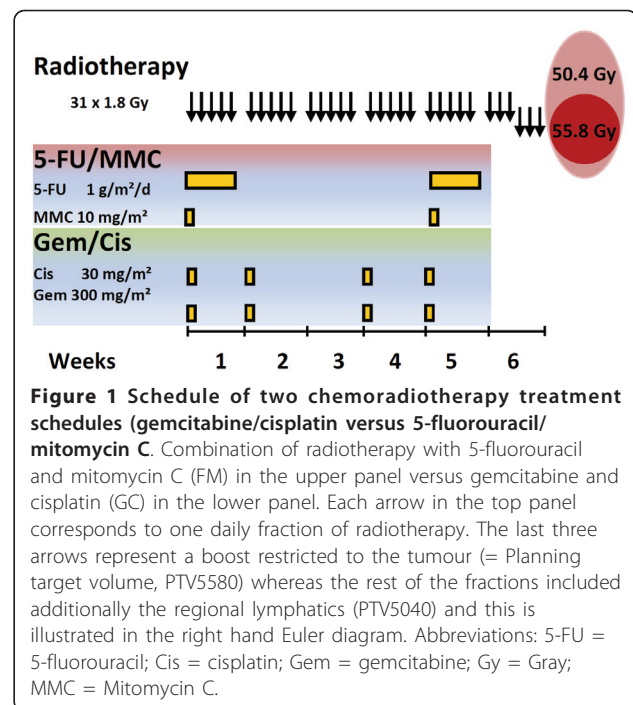 Radiotherapy
31 x 1.8 Gy
50.4 Gy
55.8 Gy
5-FU/MMC
5-FU 1 g/m²/d
MMC 10 mg/m²
Gem/Cis
Cis 30 mg/m²
Gem 300 mg/m²
Weeks 1 2 3 4 5 6
Figure 1 Schedule of two chemoradiotherapy treatment
schedules (gemcitabine/cisplatin versus 5-fluorouracil/
mitomycin C. Combination of radiotherapy with 5-fluorouracil
and mitomycin C (FM) in the upper panel versus gemcitabine and
cisplatin (GC) in the lower panel. Each arrow in the top panel
corresponds to one daily fraction of radiotherapy. The last three
arrows represent a boost restricted to the tumour (= Planning
target volume, PTV5580) whereas the rest of the fractions included
additionally the regional lymphatics (PTV5040) and this is
illustrated in the right hand Euler diagram. Abbreviations: 5-FU =
5-fluorouracil; Cis = cisplatin; Gem = gemcitabine; Gy = Gray;
MMC = Mitomycin C.